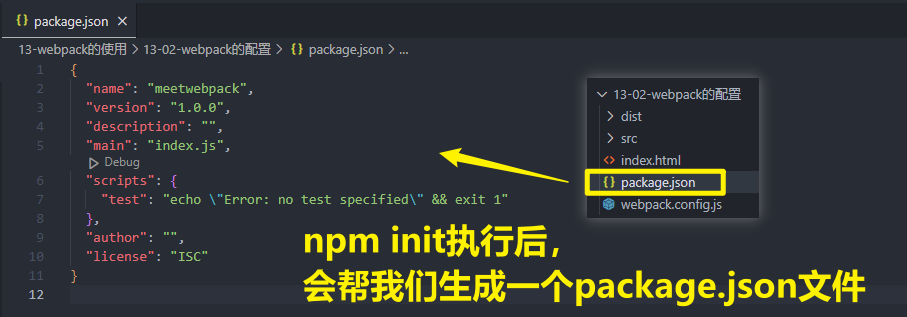 package.json
13-webpack的使用 > 13-02-webpack的配置 > {} package.json > ...
1 {
2 "name": "meetwebpack",
3 "version": "1.0.0",
4 "description": "",
5 "main": "index.js",
Debug
6 "scripts": {
7 "test": "echo \"Error: no test specified\" && exit 1"
8 },
9 "author": "",
10 "license": "ISC"
11 }
12
13-02-webpack的配置
dist
src
index.html
package.json
webpack.config.js
npm init执行后，
会帮我们生成一个package.json文件